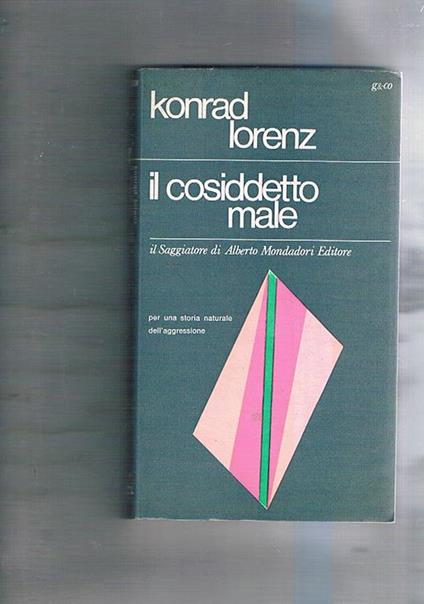 g&co
konrad
lorenz
il cosiddetto
male
il Saggiatore di Alberto Mondadori Editore
per una storia naturale
dell'aggressione